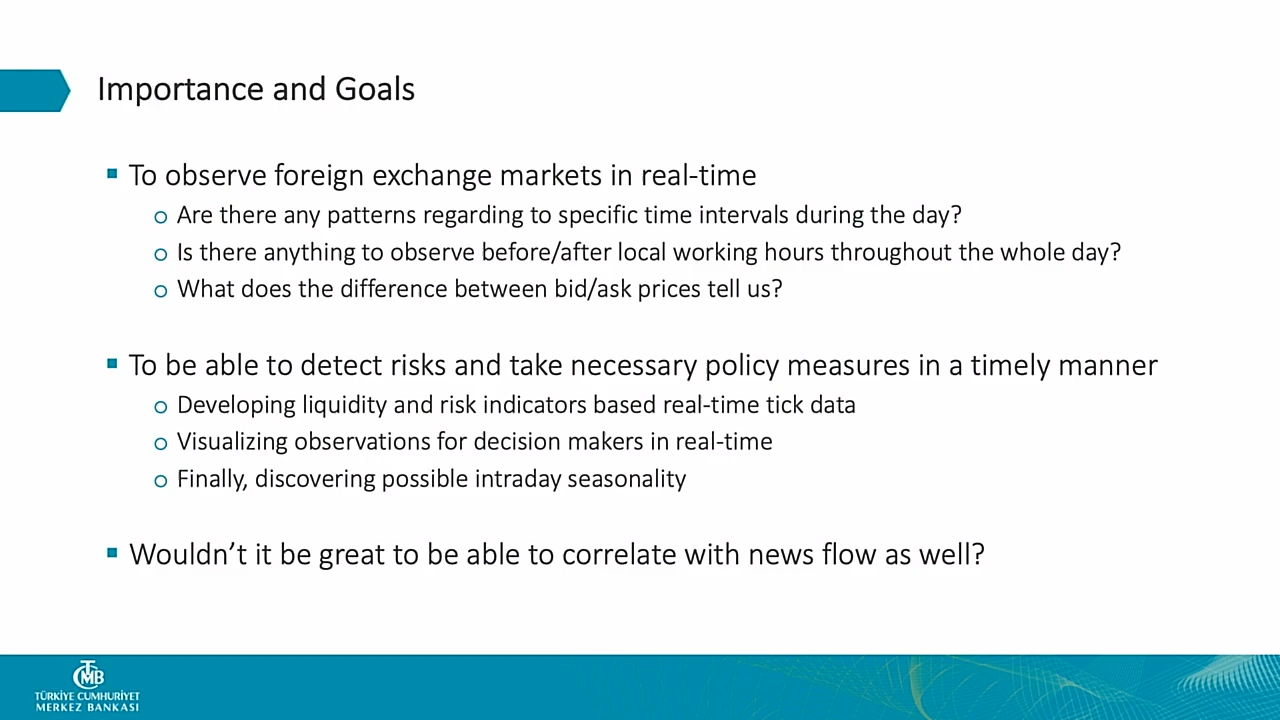 Importance and Goals
▪ To observe foreign exchange markets in real-time
o Are there any patterns regarding to specific time intervals during the day?
o Is there anything to observe before/after local working hours throughout the whole day?
o What does the difference between bid/ask prices tell us?
▪ To be able to detect risks and take necessary policy measures in a timely manner
o Developing liquidity and risk indicators based real-time tick data
o Visualizing observations for decision makers in real-time
o Finally, discovering possible intraday seasonality
▪ Wouldn’t it be great to be able to correlate with news flow as well?
TCMB
TÜRKİYE CUMHURİYET
MERKEZ BANKASI